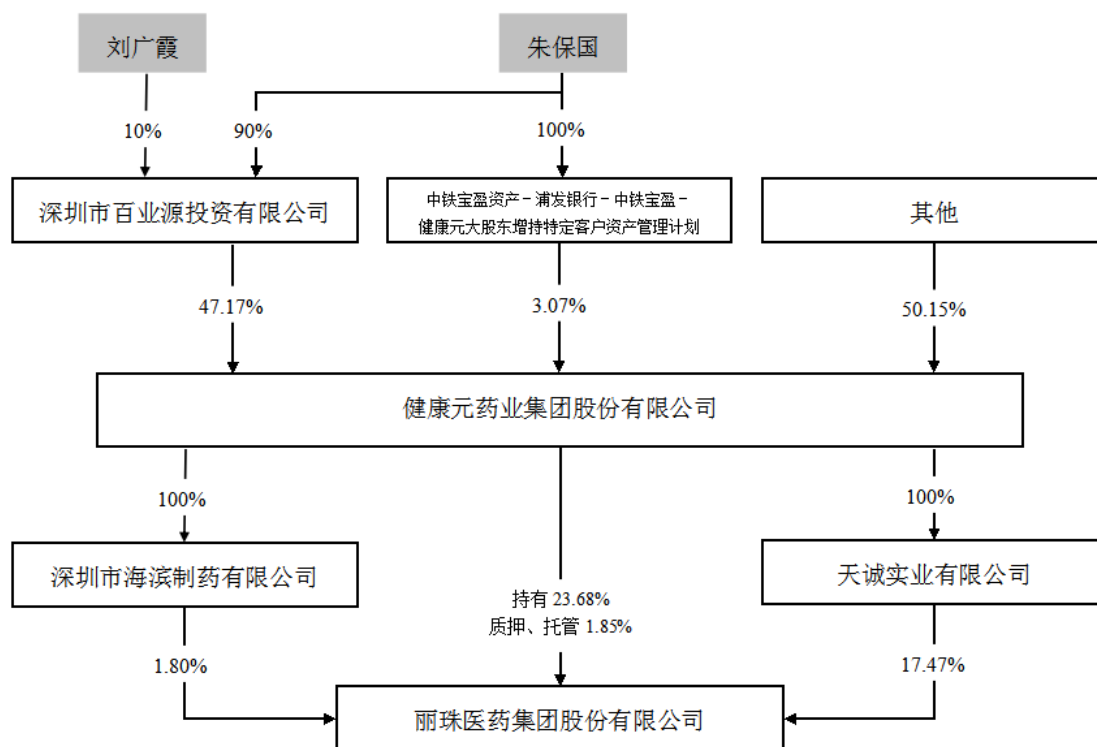 刘广霞
朱保国
10%
90%
100%
深圳市百业源投资有限公司
中铁宝盈资产－浦发银行－中铁宝盈－
健康元大股东增持特定客户资产管理计划
其他
47.17%
3.07%
50.15%
健康元药业集团股份有限公司
100%
100%
深圳市海滨制药有限公司
天诚实业有限公司
持有 23.68%
质押、托管 1.85%
1.80%
17.47%
丽珠医药集团股份有限公司